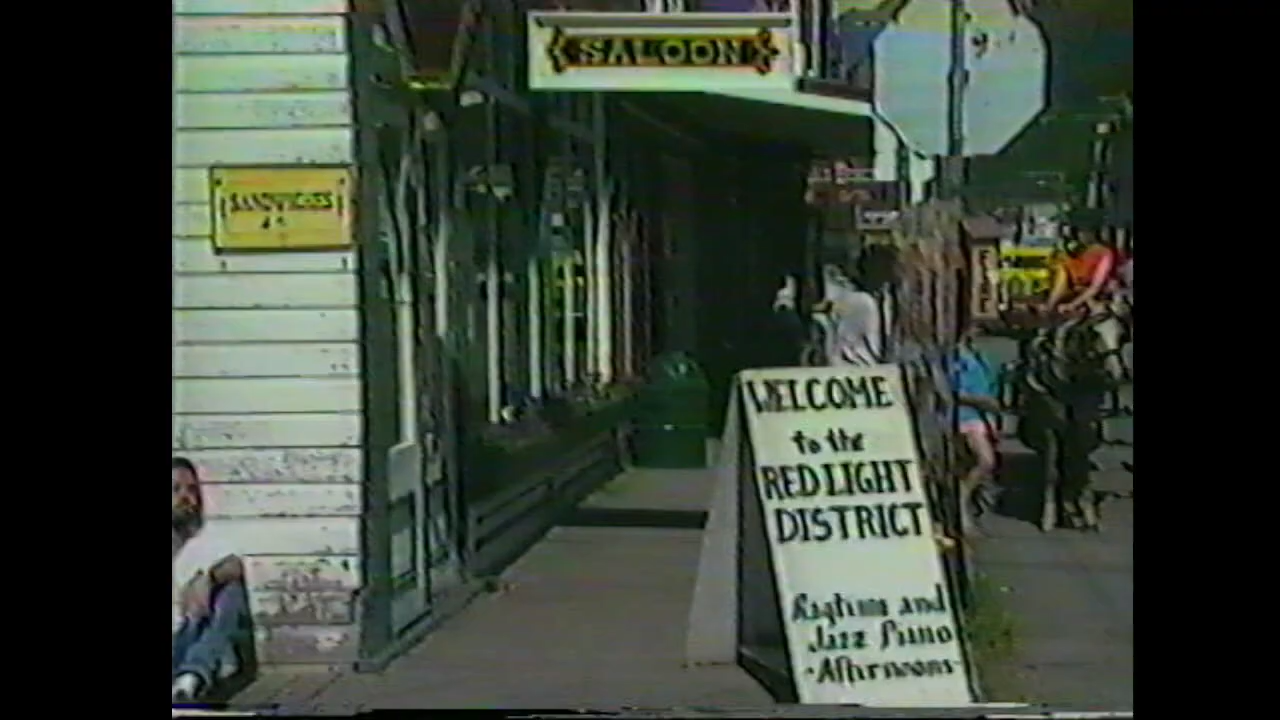 SALOON
SANDWICHES
WELCOME
to the
RED LIGHT
DISTRICT
Ragtime and
Jazz Piano
-Afternoons-